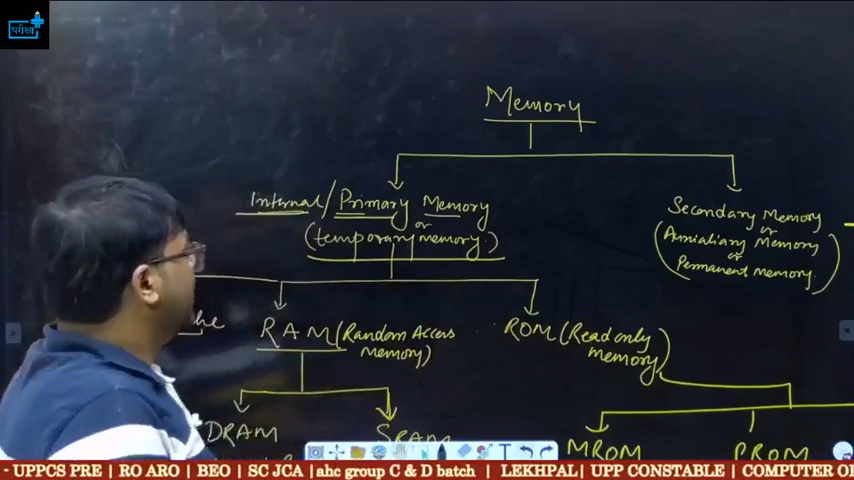 परीक्षा
Memory
Internal/Primary Memory
or
(temporary memory.)
Secondary Memory
or
(Auxialiary Memory
or
Permanent Memory.)
RAM (Random Access
memory)
ROM (Read only
memory)
DRAM
SRAM
MROM
PROM
- UPPCS PRE | RO ARO | BEO | SC JCA | ahc group C & D batch | LEKHPAL| UPP CONSTABLE | COMPUTER O